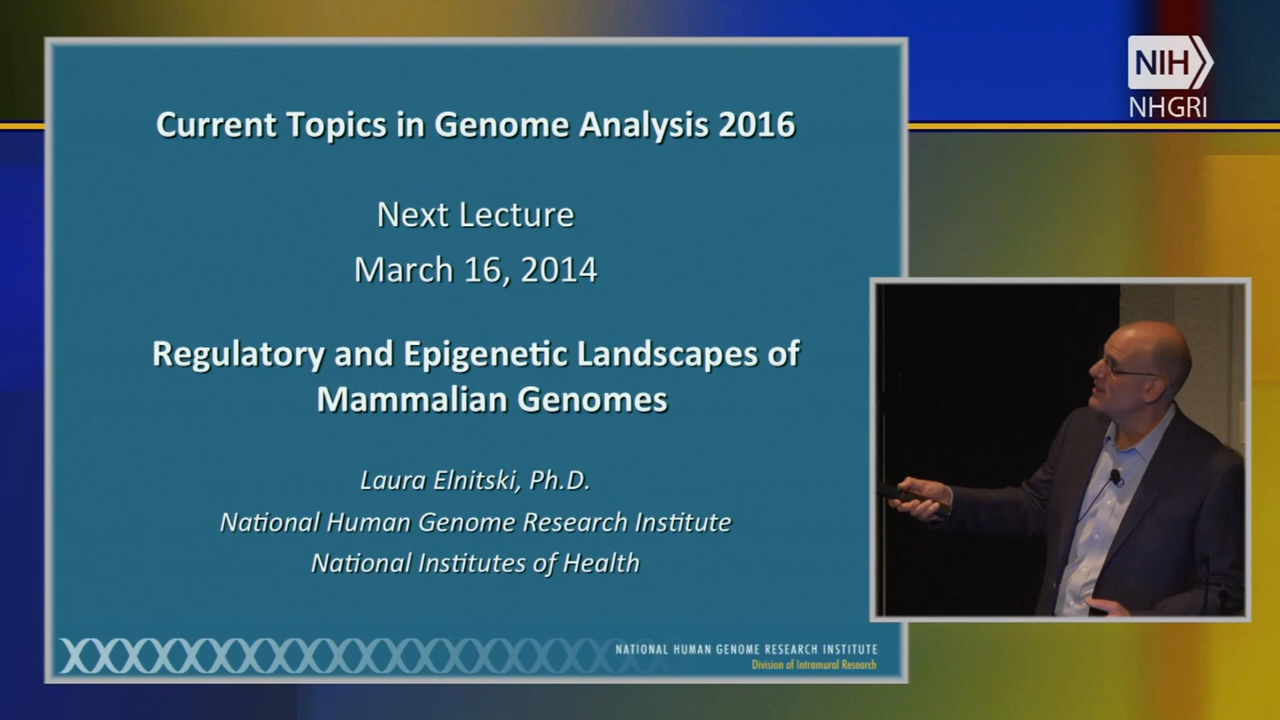 Current Topics in Genome Analysis 2016
Next Lecture
March 16, 2014
Regulatory and Epigenetic Landscapes of
Mammalian Genomes
Laura Elnitski, Ph.D.
National Human Genome Research Institute
National Institutes of Health
NATIONAL HUMAN GENOME RESEARCH INSTITUTE
Division of Intramural Research
NIH
NHGRI